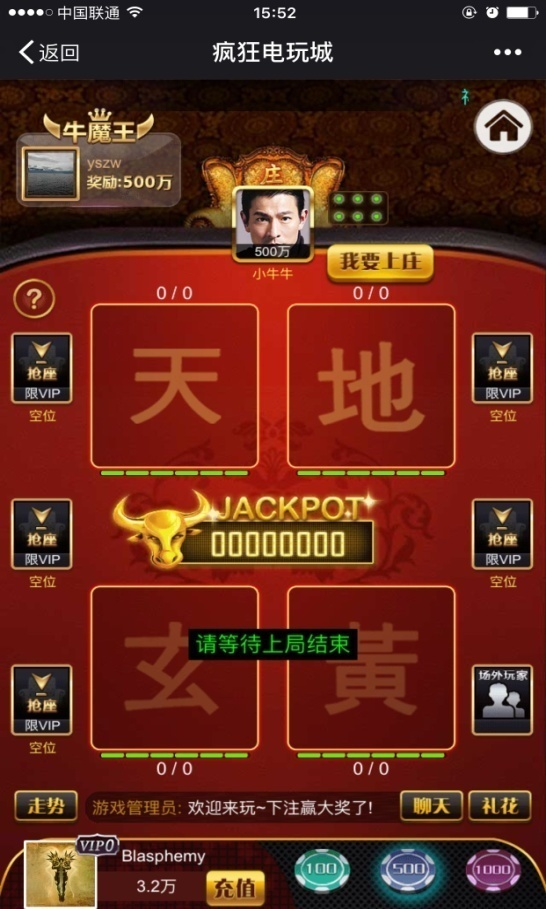 中国联通
15:52
返回
疯狂电玩城
牛魔王
yszw
奖励:500万
庄
500万
小牛牛
我要上庄
?
0 / 0
0 / 0
抢座
限VIP
空位
天
地
抢座
限VIP
空位
JACKPOT
00000000
抢座
限VIP
空位
抢座
限VIP
空位
请等待上局结束
玄
黃
抢座
限VIP
空位
场外玩家
0 / 0
0 / 0
走势
游戏管理员: 欢迎来玩~下注赢大奖了!
聊天
礼花
VIP0
Blasphemy
3.2万
充值
100
500
1000